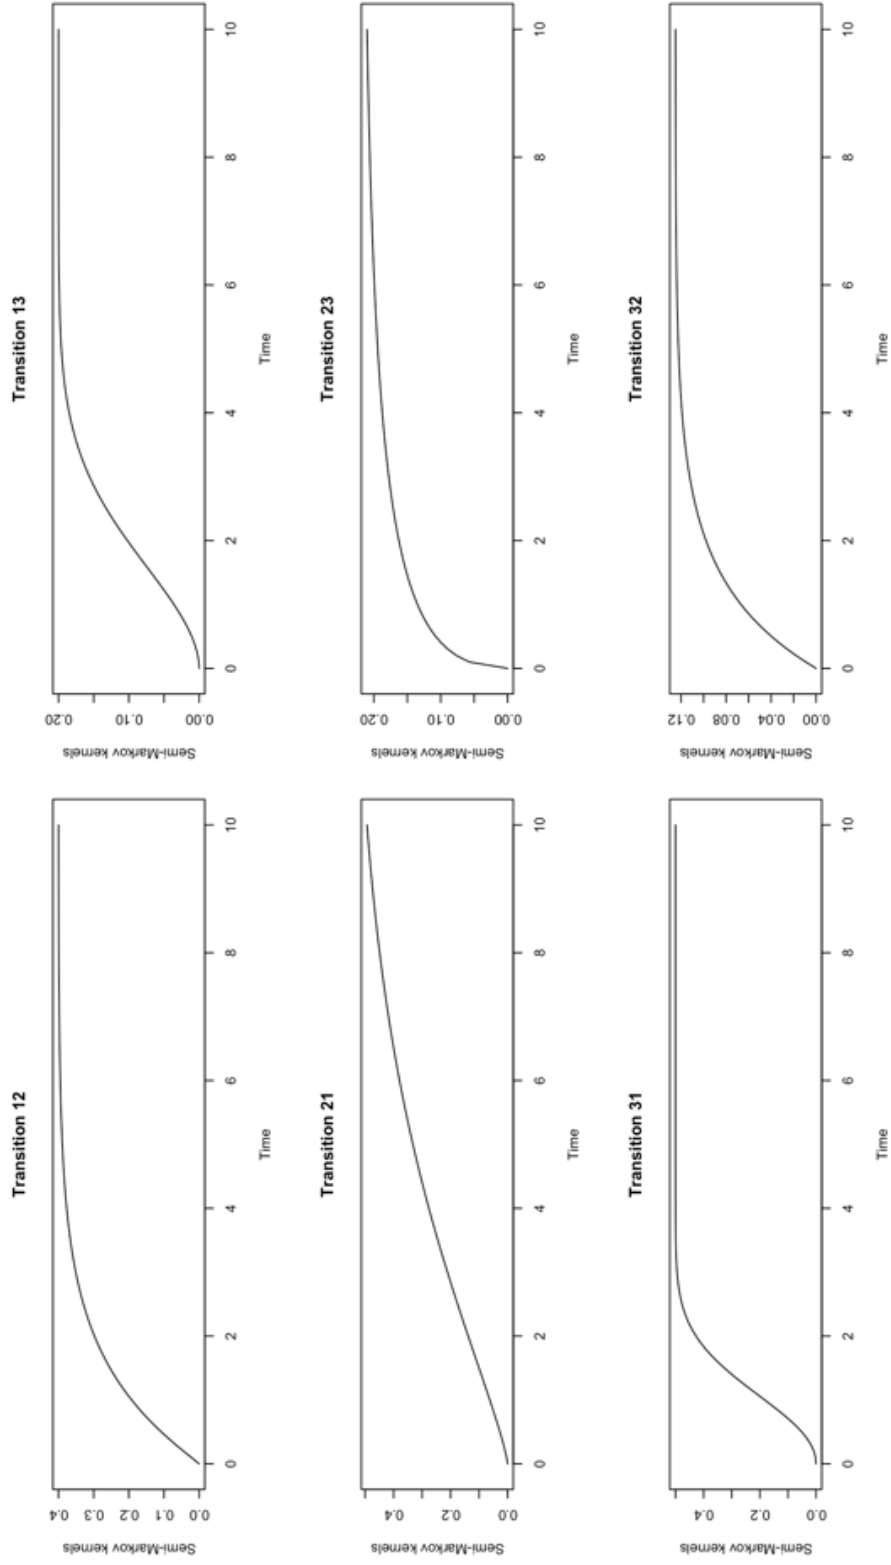 Transition 12
Semi-Markov kernels
0.0 0.1 0.2 0.3 0.4
0 2 4 6 8 10
Time
Transition 13
Semi-Markov kernels
0.00 0.10 0.20
0 2 4 6 8 10
Time
Transition 21
Semi-Markov kernels
0.0 0.2 0.4
0 2 4 6 8 10
Time
Transition 23
Semi-Markov kernels
0.00 0.10 0.20
0 2 4 6 8 10
Time
Transition 31
Semi-Markov kernels
0.0 0.2 0.4
0 2 4 6 8 10
Time
Transition 32
Semi-Markov kernels
0.00 0.04 0.08 0.12
0 2 4 6 8 10
Time